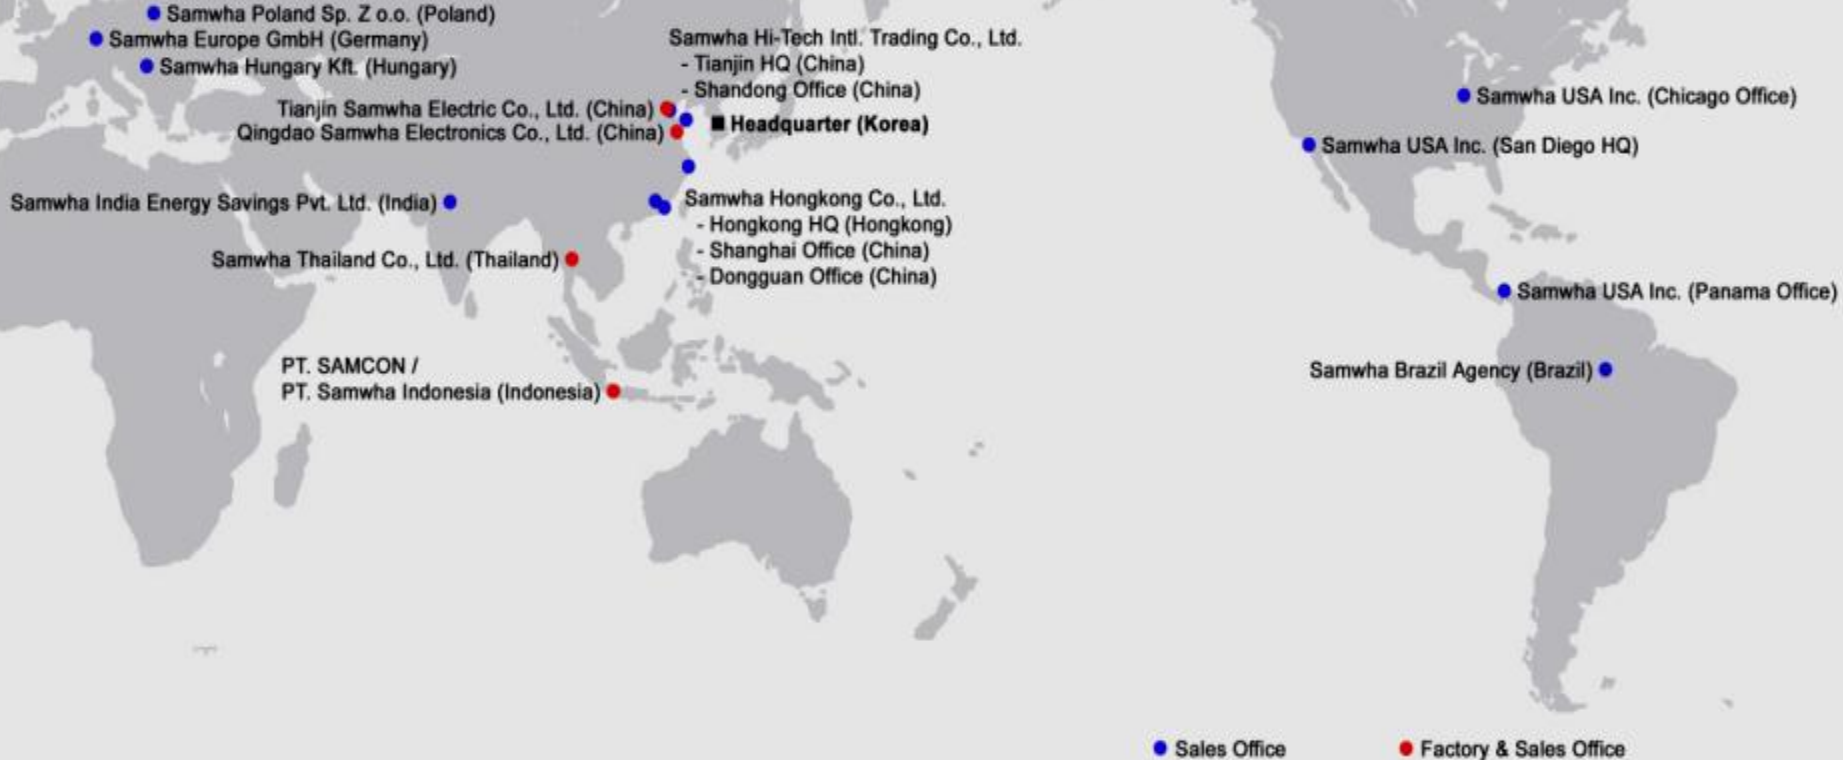 Samwha Poland Sp. Z o.o. (Poland)
Samwha Europe GmbH (Germany)
Samwha Hungary Kft. (Hungary)
Samwha Hi-Tech Intl. Trading Co., Ltd.
- Tianjin HQ (China)
- Shandong Office (China)
Tianjin Samwha Electric Co., Ltd. (China)
Headquarter (Korea)
Qingdao Samwha Electronics Co., Ltd. (China)
Samwha India Energy Savings Pvt. Ltd. (India)
Samwha Hongkong Co., Ltd.
- Hongkong HQ (Hongkong)
- Shanghai Office (China)
- Dongguan Office (China)
Samwha Thailand Co., Ltd. (Thailand)
PT. SAMCON /
PT. Samwha Indonesia (Indonesia)
Samwha USA Inc. (Chicago Office)
Samwha USA Inc. (San Diego HQ)
Samwha USA Inc. (Panama Office)
Samwha Brazil Agency (Brazil)
Sales Office
Factory & Sales Office